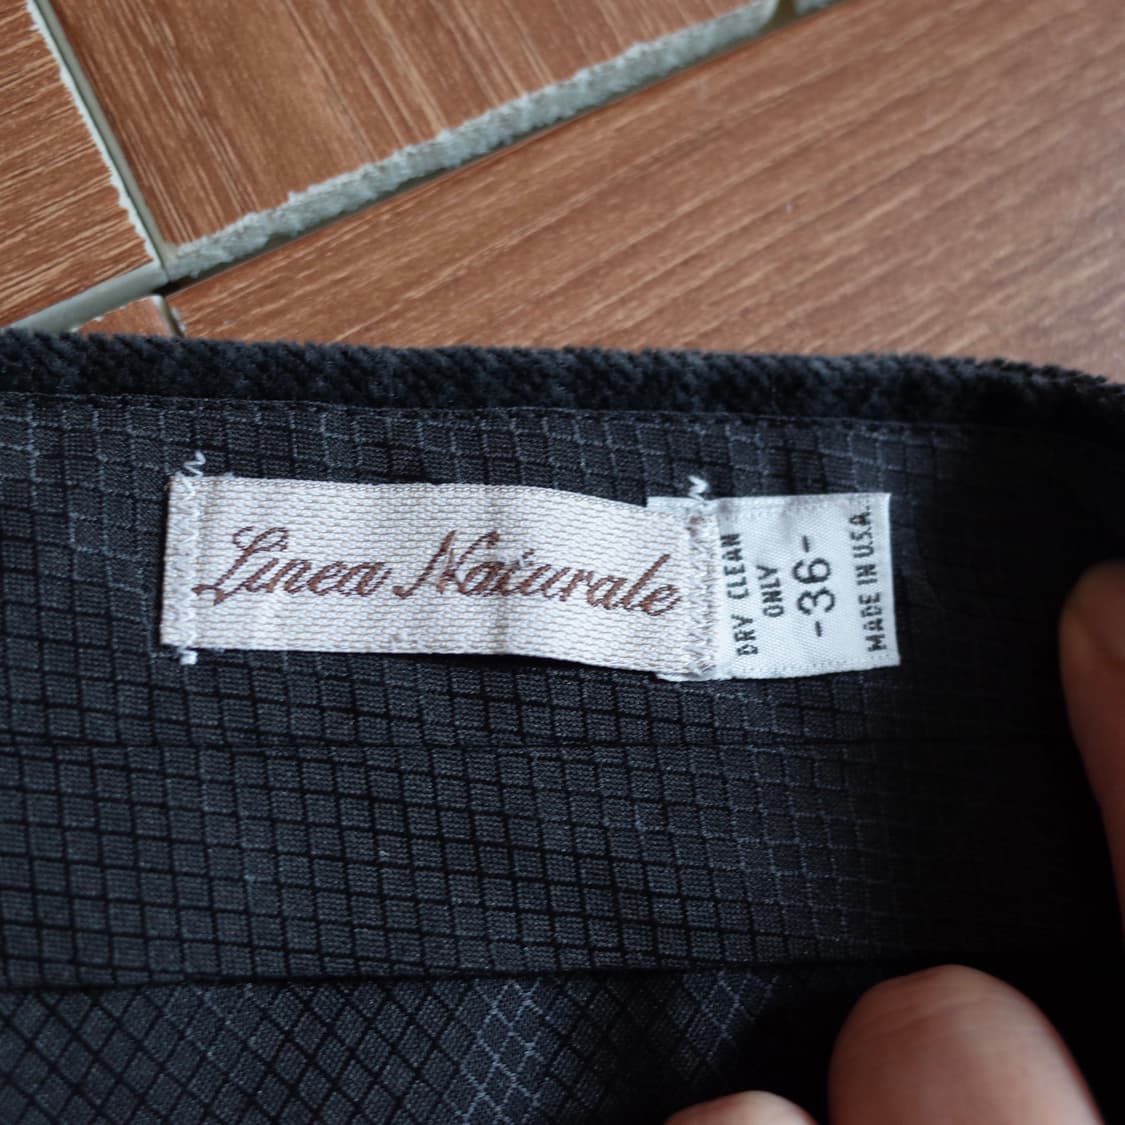 Linea Naturale
DRY CLEAN
ONLY
-36-
MADE IN U.S.A.